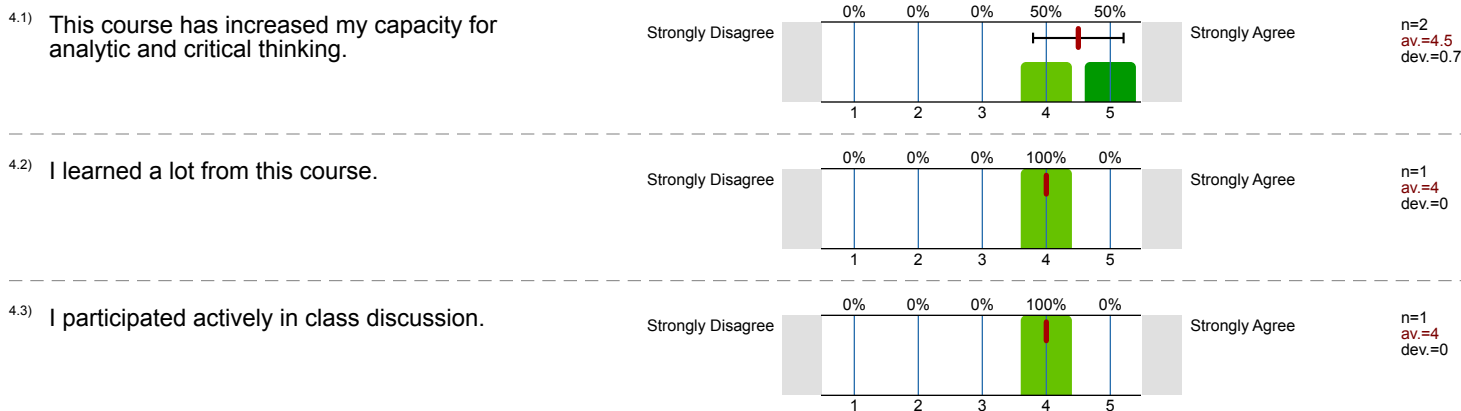 4.1) This course has increased my capacity for
analytic and critical thinking.
Strongly Disagree
0% 0% 0% 50% 50%
1 2 3 4 5
Strongly Agree
n=2
av.=4.5
dev.=0.7
4.2) I learned a lot from this course.
Strongly Disagree
0% 0% 0% 100% 0%
1 2 3 4 5
Strongly Agree
n=1
av.=4
dev.=0
4.3) I participated actively in class discussion.
Strongly Disagree
0% 0% 0% 100% 0%
1 2 3 4 5
Strongly Agree
n=1
av.=4
dev.=0